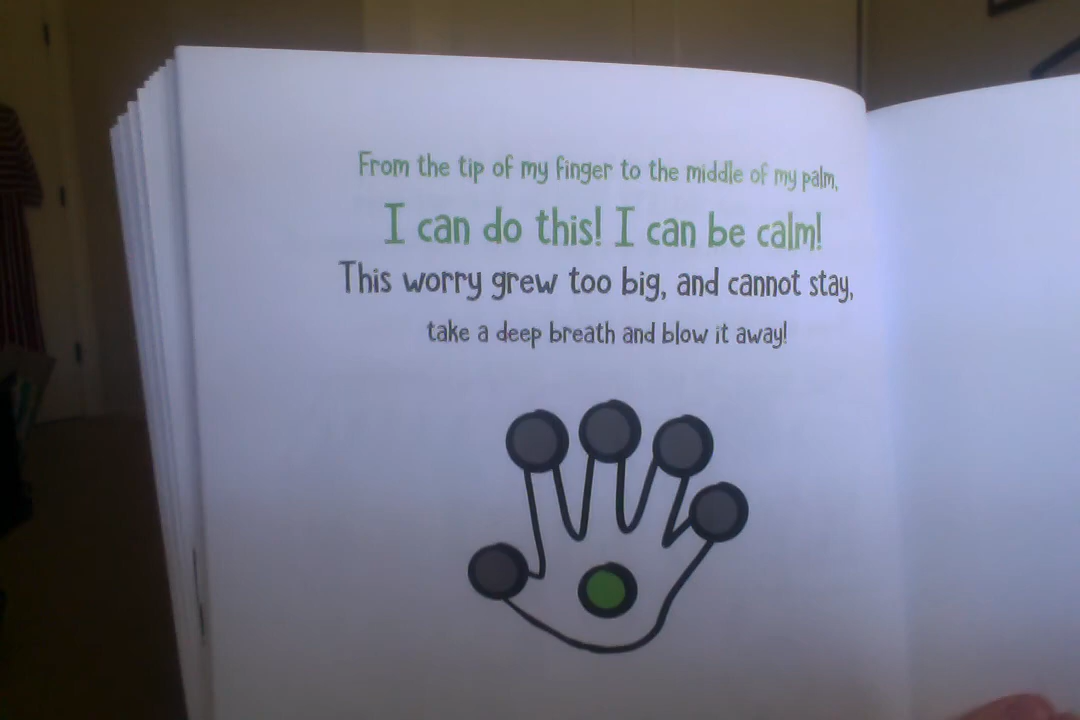 From the tip of my finger to the middle of my palm,
I can do this! I can be calm!
This worry grew too big, and cannot stay,
take a deep breath and blow it away!